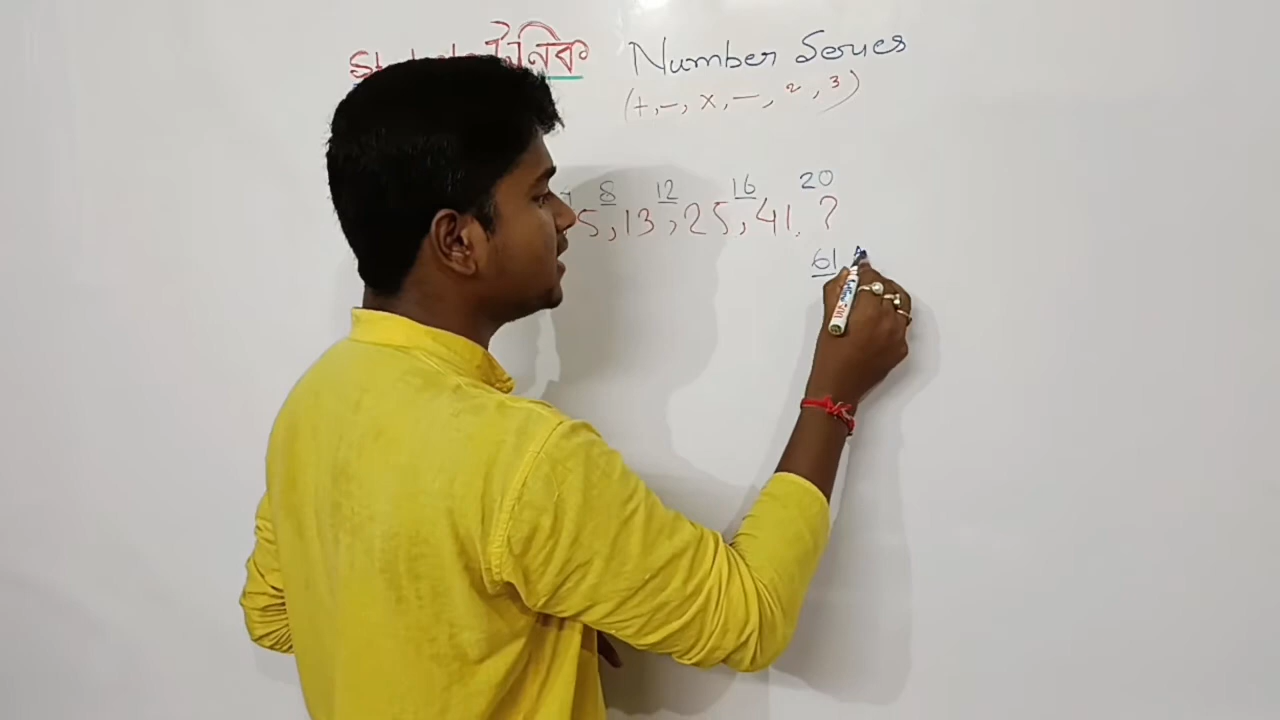 দৈনিক Number Series
(+, -, x, -, 2, 3)
8 12 16 20
5, 13, 25, 41, ?
61 A